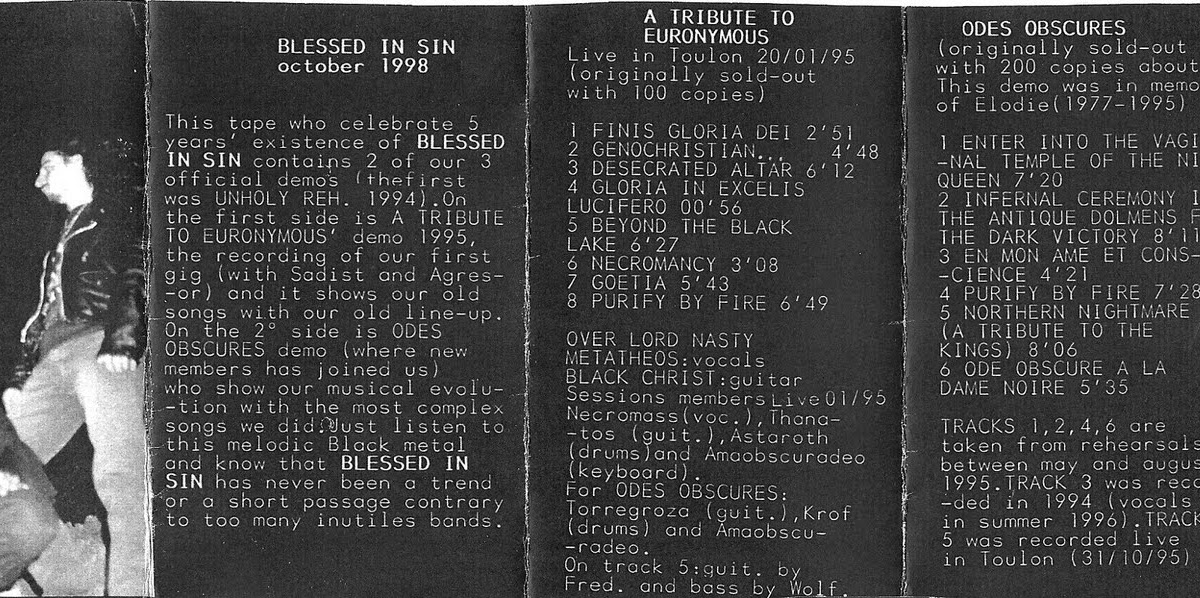 BLESSED IN SIN
october 1998
This tape who celebrate 5
years' existence of BLESSED
IN SIN contains 2 of our 3
official demos (thefirst
was UNHOLY REH. 1994).On
the first side is A TRIBUTE
TO EURONYMOUS' demo 1995,
the recording of our first
gig (with Sadist and Agres-
-or) and it shows our old
songs with our old line-up.
On the 2° side is ODES
OBSCURES demo (where new
members has joined us)
who show our musical evolu-
-tion with the most complex
songs we did. Just listen to
this melodic Black metal
and know that BLESSED IN
SIN has never been a trend
or a short passage contrary
to too many inutiles bands.
A TRIBUTE TO
EURONYMOUS
Live in Toulon 20/01/95
(originally sold-out
with 100 copies)
1 FINIS GLORIA DEI 2'51
2 GENOCHRISTIAN... 4'48
3 DESECRATED ALTAR 6'12
4 GLORIA IN EXCELIS
LUCIFERO 00'56
5 BEYOND THE BLACK
LAKE 6'27
6 NECROMANCY 3'08
7 GOETIA 5'43
8 PURIFY BY FIRE 6'49
OVER LORD NASTY
METATHEOS:vocals
BLACK CHRIST:guitar
Sessions members Live 01/95
Necromass(voc.),Thana-
-tos (guit.),Astaroth
(drums)and Amaobscuradeo
(keyboard).
For ODES OBSCURES:
Torregroza (guit.),Krof
(drums) and Amaobscu-
-radeo.
On track 5:guit. by
Fred. and bass by Wolf.
ODES OBSCURES
(originally sold-out
with 200 copies about
This demo was in memo
of Elodie(1977-1995)
1 ENTER INTO THE VAGI
-NAL TEMPLE OF THE NI
QUEEN 7'20
2 INFERNAL CEREMONY I
THE ANTIQUE DOLMENS F
THE DARK VICTORY 8'11
3 EN MON AME ET CONS-
-CIENCE 4'21
4 PURIFY BY FIRE 7'28
5 NORTHERN NIGHTMARE
(A TRIBUTE TO THE
KINGS) 8'06
6 ODE OBSCURE A LA
DAME NOIRE 5'35
TRACKS 1,2,4,6 are
taken from rehearsals
between may and augus
1995.TRACK 3 was reco
-ded in 1994 (vocals
in summer 1996).TRACK
5 was recorded live
in Toulon (31/10/95)